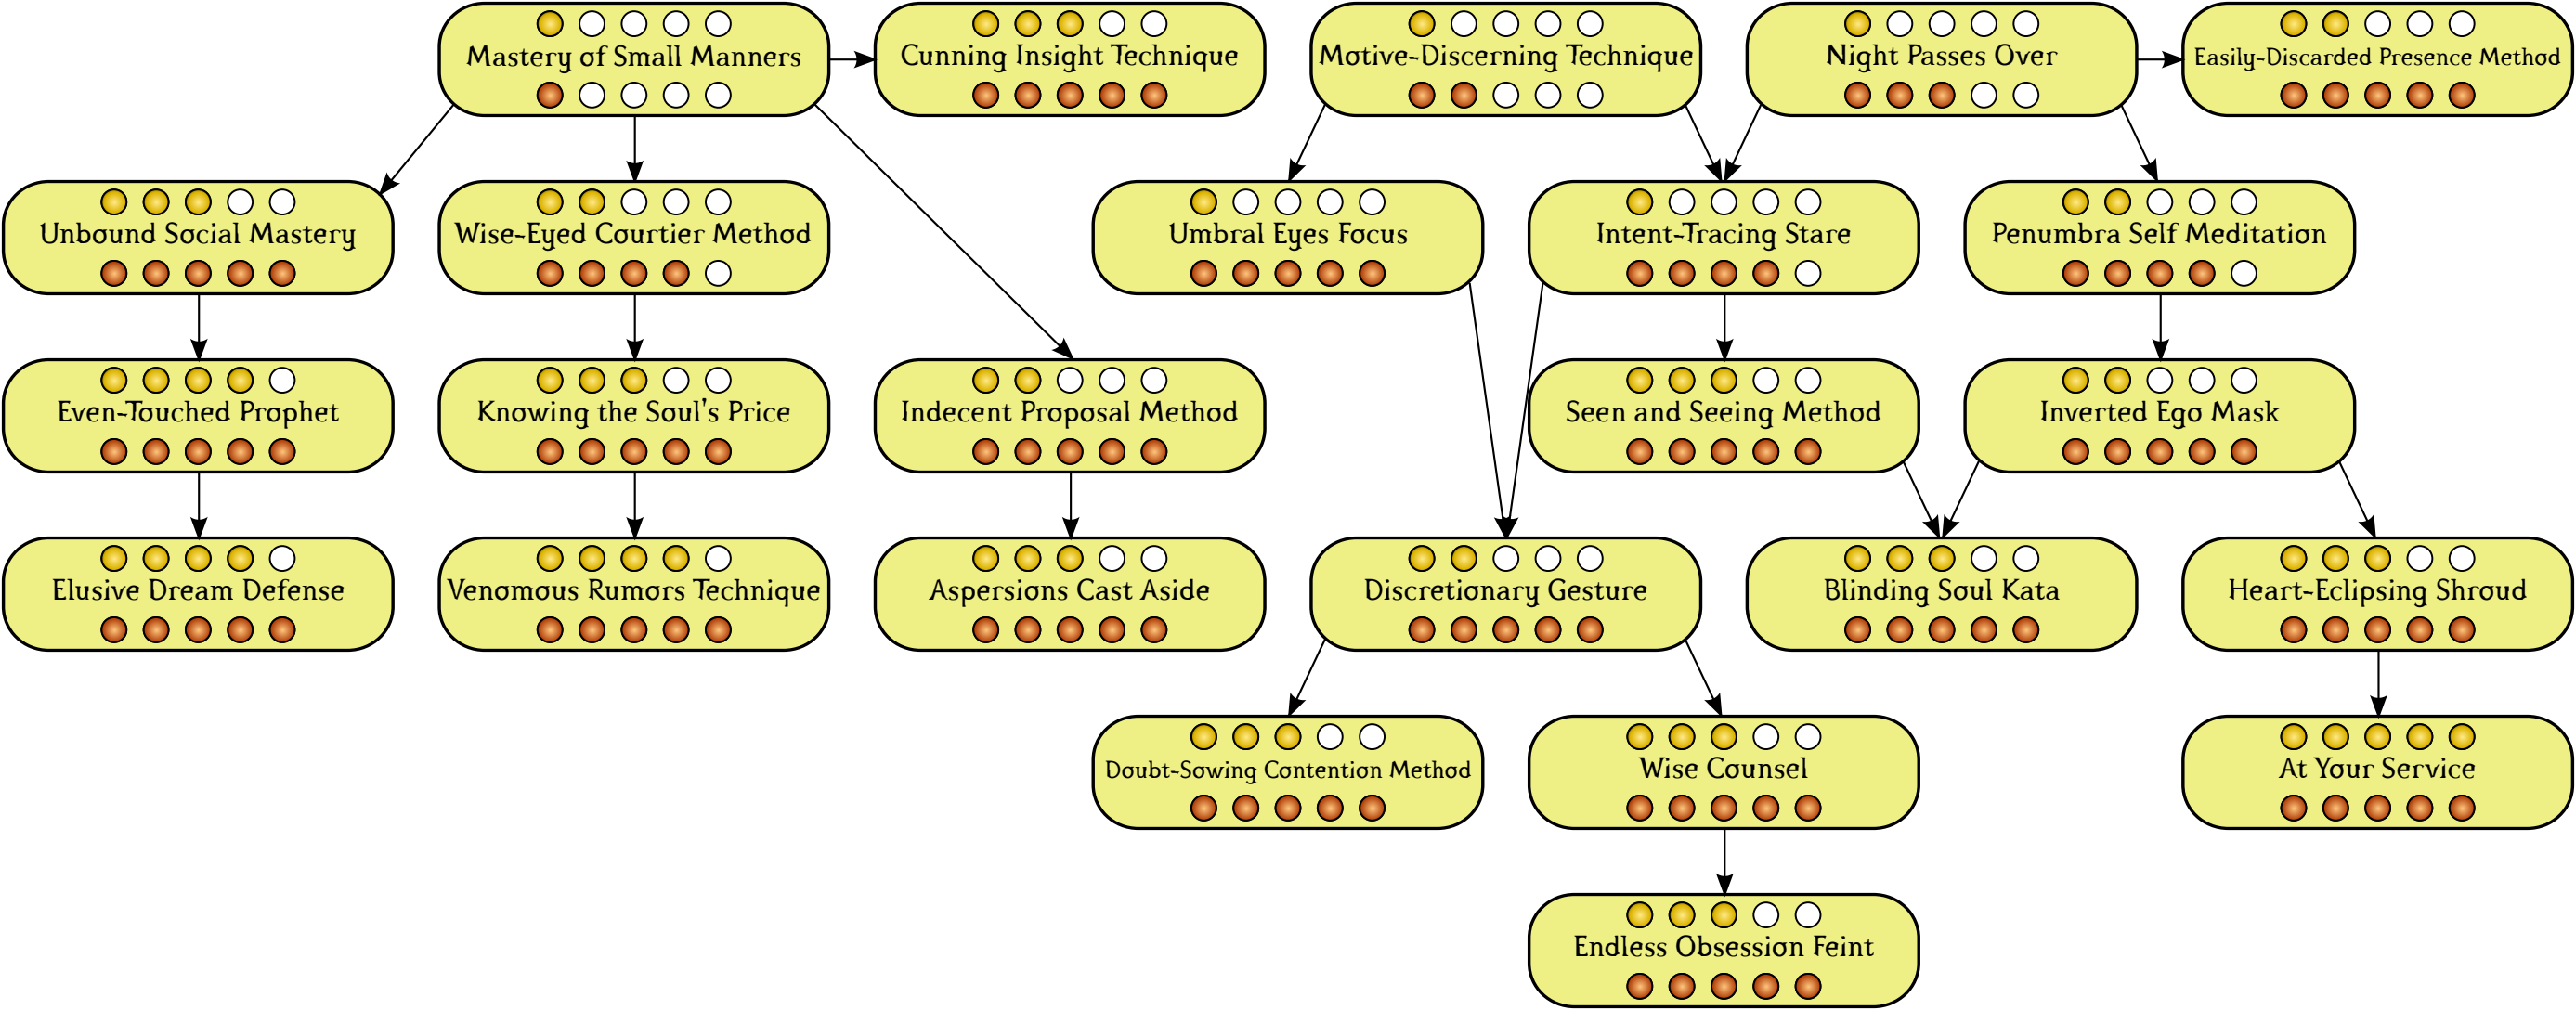 Mastery of Small Manners
Cunning Insight Technique
Motive-Discerning Technique
Night Passes Over
Easily-Discarded Presence Method
Unbound Social Mastery
Wise-Eyed Courtier Method
Umbral Eyes Focus
Intent-Tracing Stare
Penumbra Self Meditation
Even-Touched Prophet
Knowing the Soul's Price
Indecent Proposal Method
Seen and Seeing Method
Inverted Ego Mask
Elusive Dream Defense
Venomous Rumors Technique
Aspersions Cast Aside
Discretionary Gesture
Blinding Soul Kata
Heart-Eclipsing Shroud
Doubt-Sowing Contention Method
Wise Counsel
At Your Service
Endless Obsession Feint